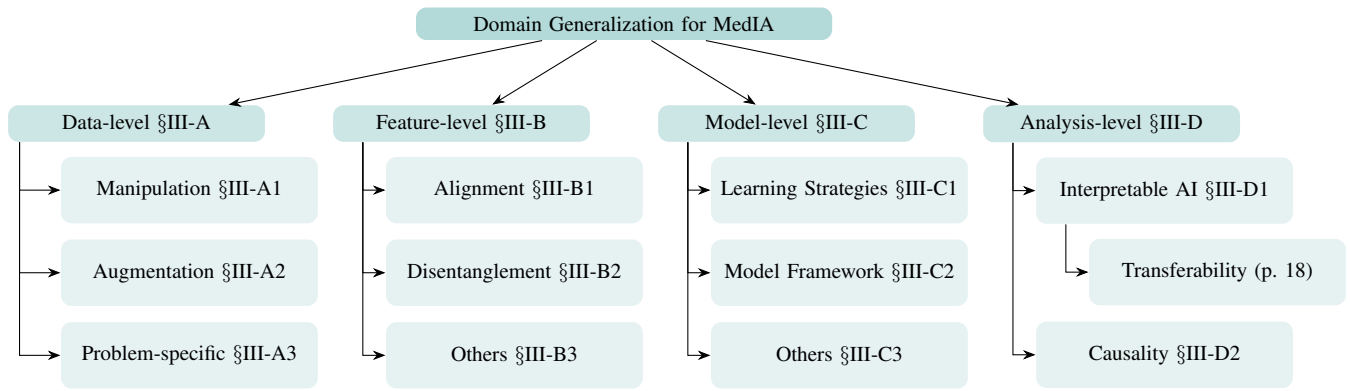 Domain Generalization for MedIA
Data-level §III-A
Manipulation §III-A1
Augmentation §III-A2
Problem-specific §III-A3
Feature-level §III-B
Alignment §III-B1
Disentanglement §III-B2
Others §III-B3
Model-level §III-C
Learning Strategies §III-C1
Model Framework §III-C2
Others §III-C3
Analysis-level §III-D
Interpretable AI §III-D1
Transferability (p. 18)
Causality §III-D2